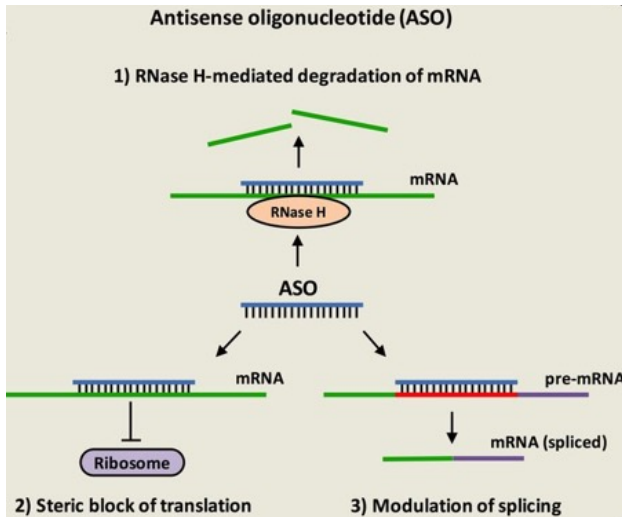 Antisense oligonucleotide (ASO)
1) RNase H-mediated degradation of mRNA
mRNA
RNase H
ASO
mRNA
pre-mRNA
Ribosome
mRNA (spliced)
2) Steric block of translation
3) Modulation of splicing